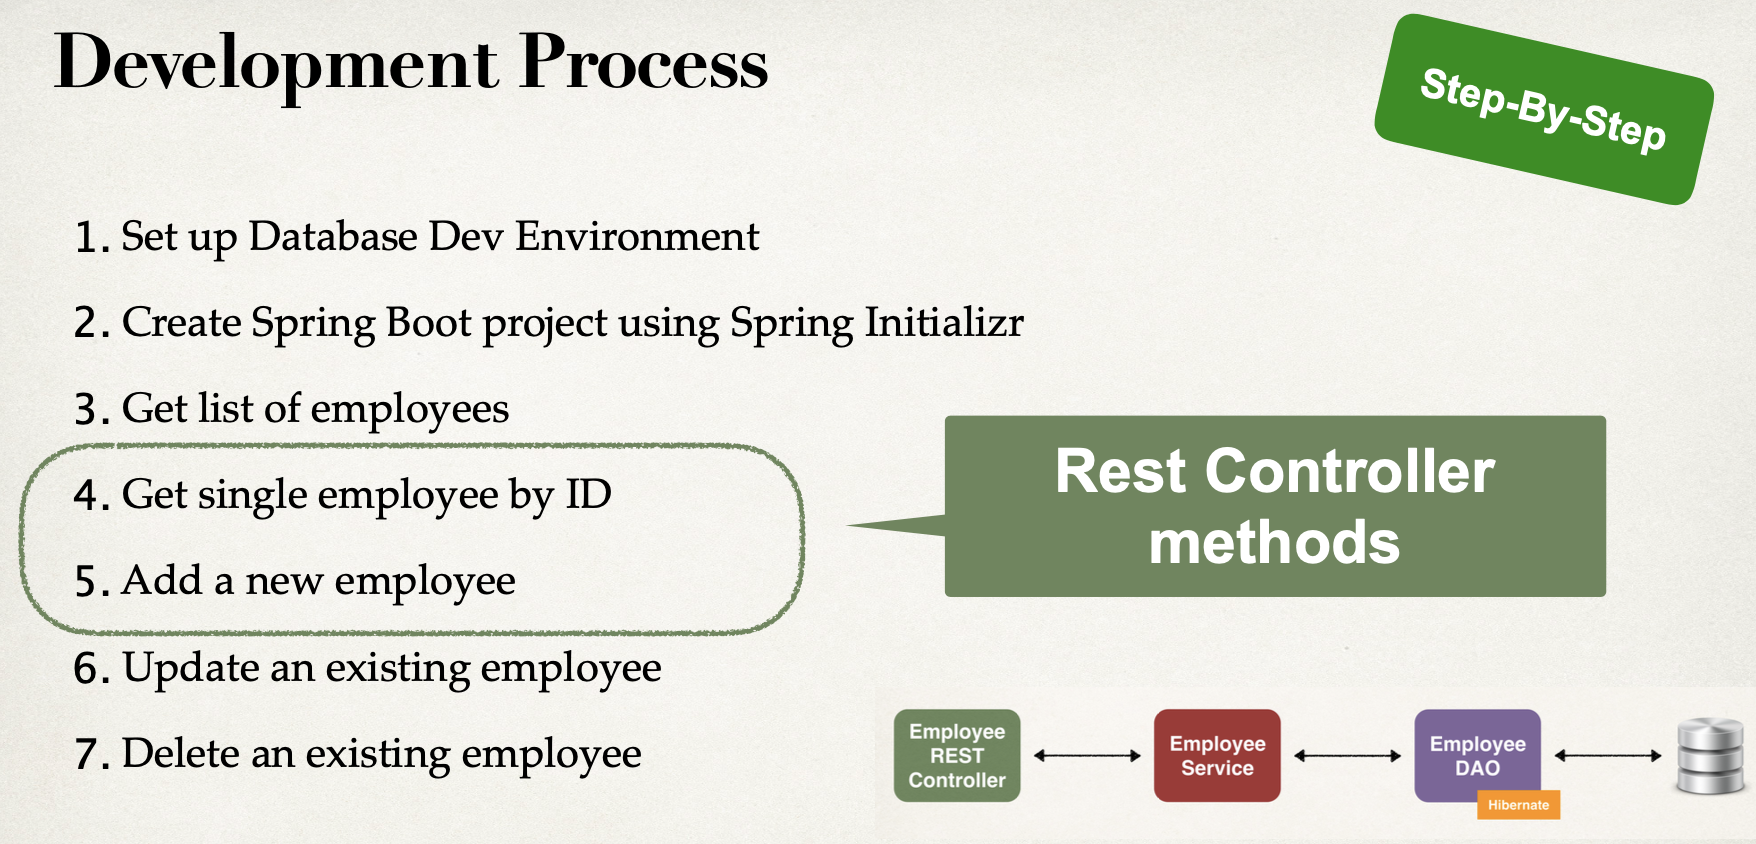 Development Process
Step-By-Step
1. Set up Database Dev Environment
2. Create Spring Boot project using Spring Initializr
3. Get list of employees
4. Get single employee by ID
5. Add a new employee
6. Update an existing employee
7. Delete an existing employee
Rest Controller
methods
Employee
REST
Controller
Employee
Service
Employee
DAO
Hibernate